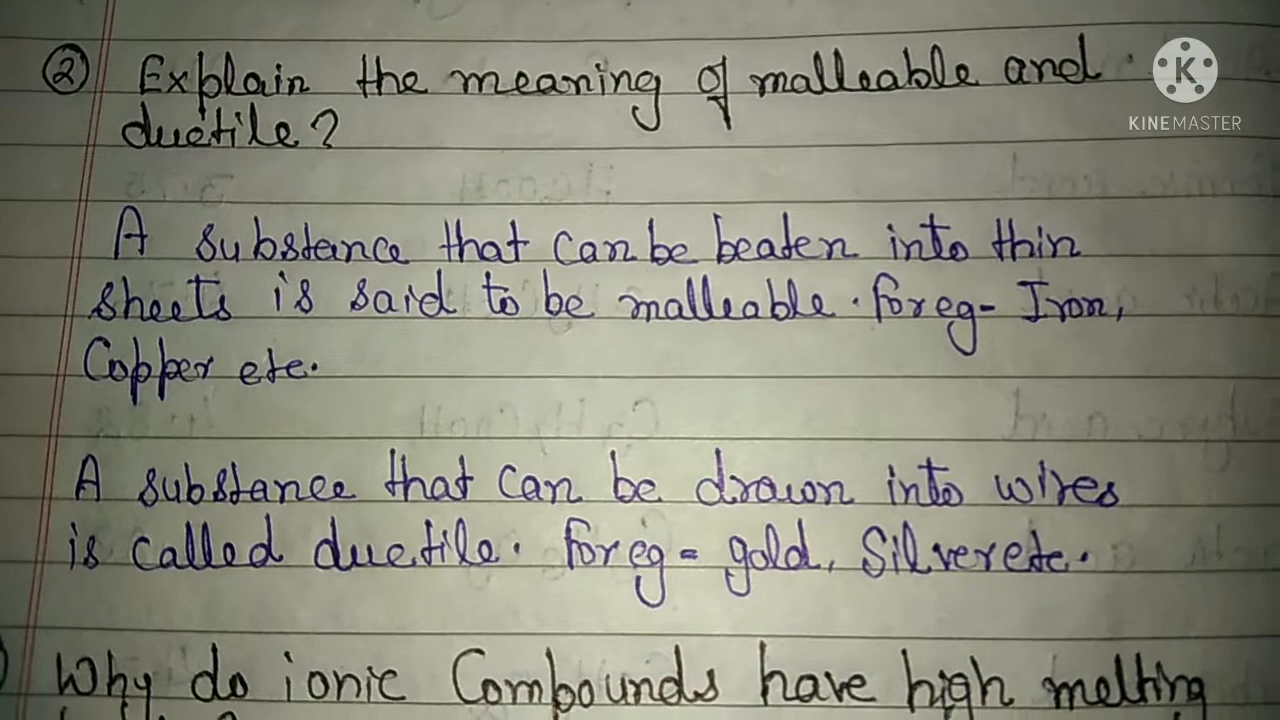 ② Explain the meaning of malleable and
ductile?
KINEMASTER
A substance that can be beaten into thin
sheets is said to be malleable. for eg- Iron,
Copper etc.
A substance that can be drawn into wires
is called ductile. for eg - gold, Silver etc.
Why do ionic Compounds have high melting